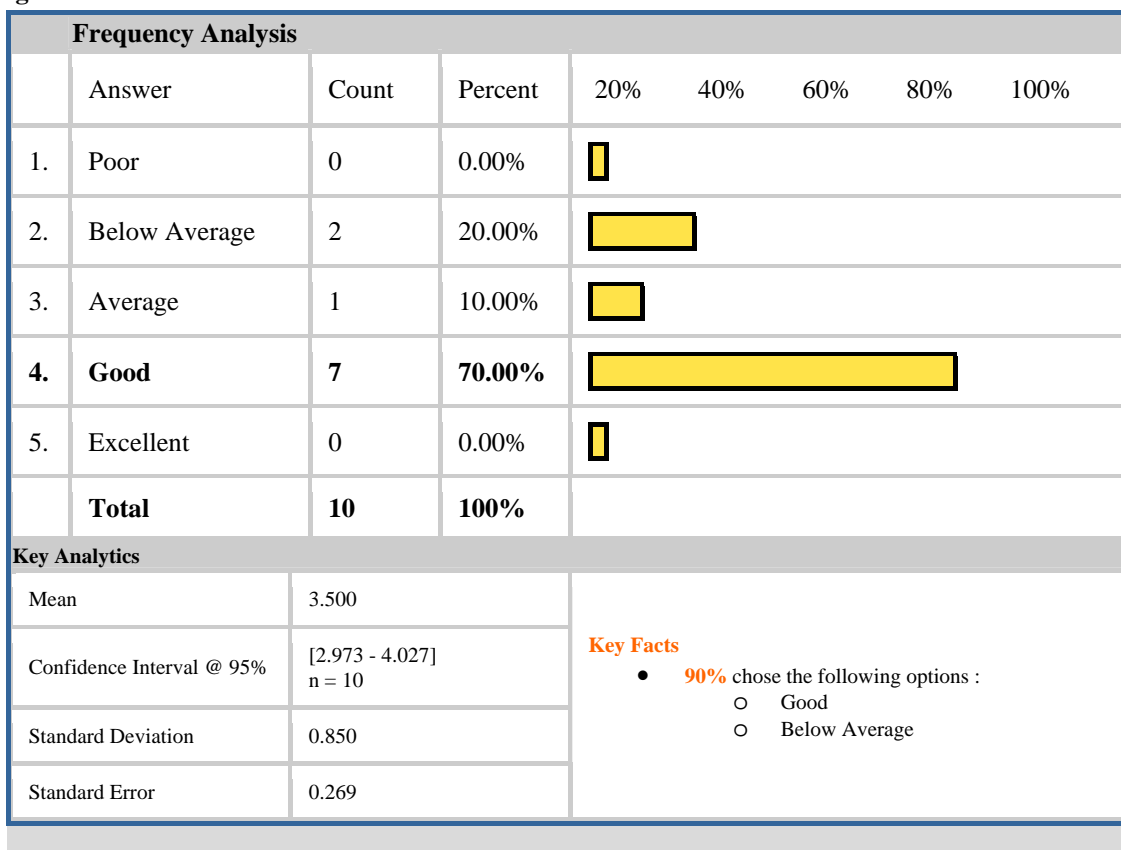 Frequency Analysis
Answer Count Percent 20% 40% 60% 80% 100%
1. Poor 0 0.00%
2. Below Average 2 20.00%
3. Average 1 10.00%
4. Good 7 70.00%
5. Excellent 0 0.00%
Total 10 100%
Key Analytics
Mean 3.500
Confidence Interval @ 95% [2.973 - 4.027]
n = 10
Standard Deviation 0.850
Standard Error 0.269
Key Facts
• 90% chose the following options :
o Good
o Below Average